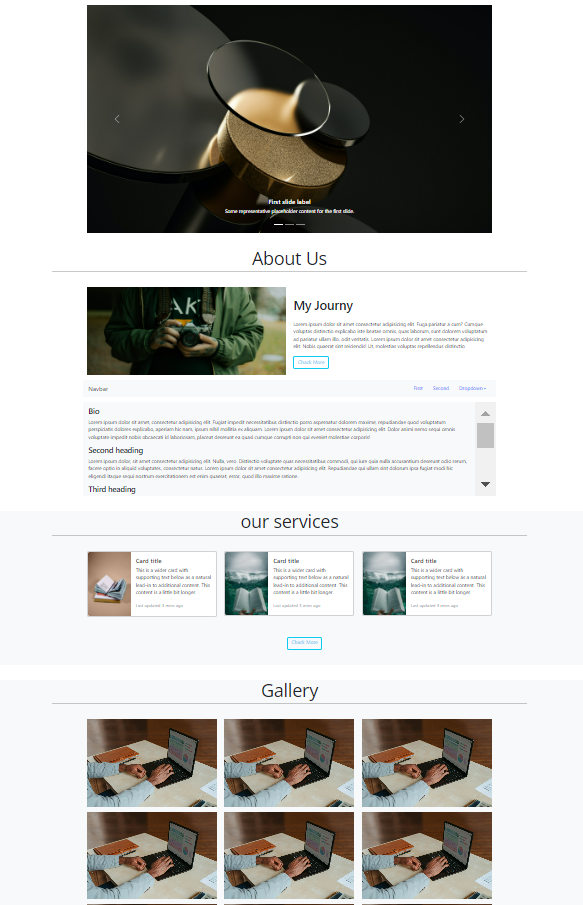 First slide label
Some representative placeholder content for the first slide.
About Us
My Journy
Lorem ipsum dolor sit amet consectetur adipisicing elit. Fuga pariatur a cum? Cumque
voluptatibus distinctio explicabo iste beatae omnis, quas laborum, sunt dolorem voluptatum
ad pariatur ullam illo, odit veritatis. Lorem ipsum dolor sit amet consectetur adipisicing
elit. Nobis quaerat sint reiciendis! Ut, molestias voluptas repellendus distinctio.
Chack More
Navbar
First
Second
Dropdown
Bio
Lorem ipsum dolor sit amet, consectetur adipisicing elit. Fugiat impedit necessitatibus distinctio porro aspernatur dolorem maxime, repudiandae quod voluptatum
perspiciatis dolores explicabo, aperiam hic nam, ipsum nihil mollitia ex aliquam. Lorem ipsum dolor sit amet, consectetur adipisicing elit. Dolor animi nemo sequi omnis
voluptate impedit nobis obcaecati id laboriosam, placeat deserunt ea quasi cumque corrupti non qui eveniet molestiae corporis!
Second heading
Lorem ipsum dolor sit amet, consectetur adipisicing elit. Nulla, vero. Distinctio voluptate quas necessitatibus commodi, qui iure quia nulla accusantium deserunt odio rerum,
facere optio in aliquid voluptates, consectetur natus. Lorem ipsum dolor sit amet, consectetur adipisicing elit. Repudiandae qui ullam sint dolorum ipsa fugiat modi hic
eligendi itaque sequi nostrum exercitationem est enim quaerat, error, quod illo maxime ratione.
Third heading
our services
Card title
This is a wider card with
supporting text below as a natural
lead-in to additional content. This
content is a little bit longer.
Last updated 3 mins ago
Card title
This is a wider card with
supporting text below as a natural
lead-in to additional content. This
content is a little bit longer.
Last updated 3 mins ago
Card title
This is a wider card with
supporting text below as a natural
lead-in to additional content. This
content is a little bit longer.
Last updated 3 mins ago
Chack More
Gallery